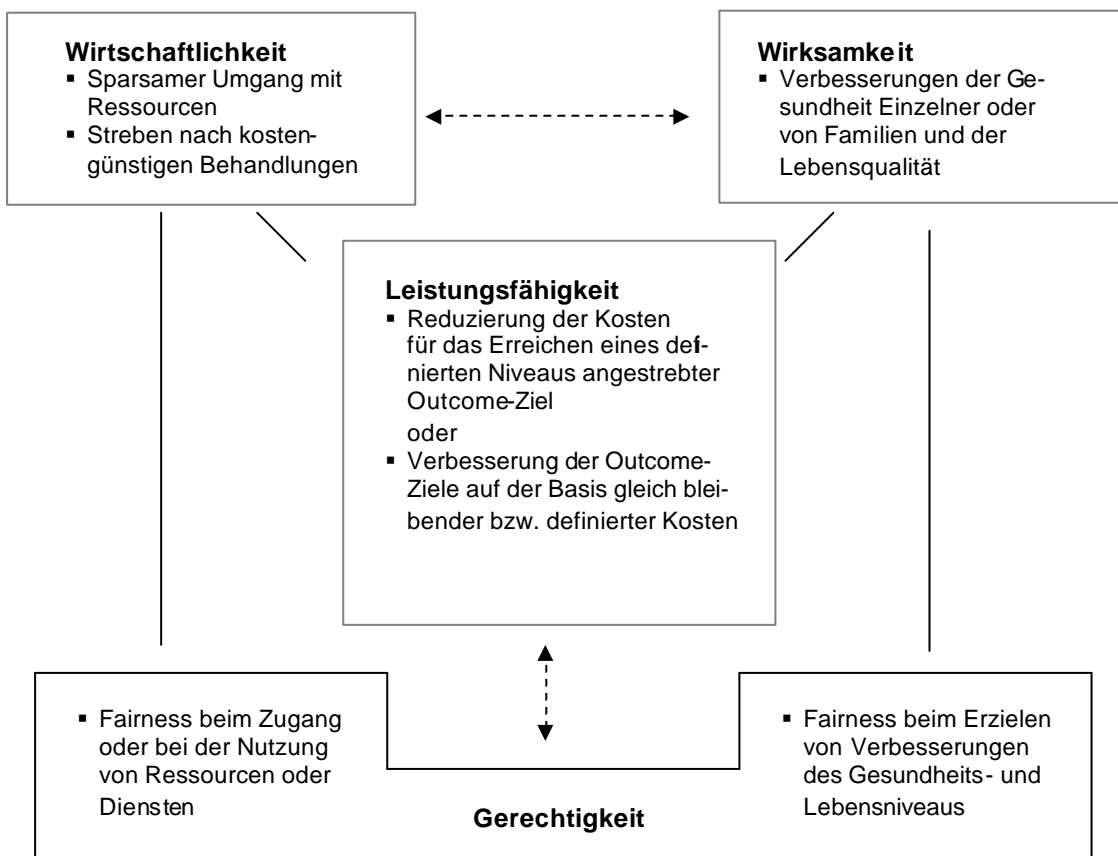 Wirtschaftlichkeit
▪ Sparsamer Umgang mit
Ressourcen
▪ Streben nach kosten-
günstigen Behandlungen
Wirksamkeit
▪ Verbesserungen der Ge-
sundheit Einzelner oder
von Familien und der
Lebensqualität
Leistungsfähigkeit
▪ Reduzierung der Kosten
für das Erreichen eines defi-
nierten Niveaus angestrebter
Outcome-Ziel
oder
▪ Verbesserung der Outcome-
Ziele auf der Basis gleich blei-
bender bzw. definierter Kosten
▪ Fairness beim Zugang
oder bei der Nutzung
von Ressourcen oder
Diensten
▪ Fairness beim Erzielen
von Verbesserungen
des Gesundheits- und
Lebensniveaus
Gerechtigkeit